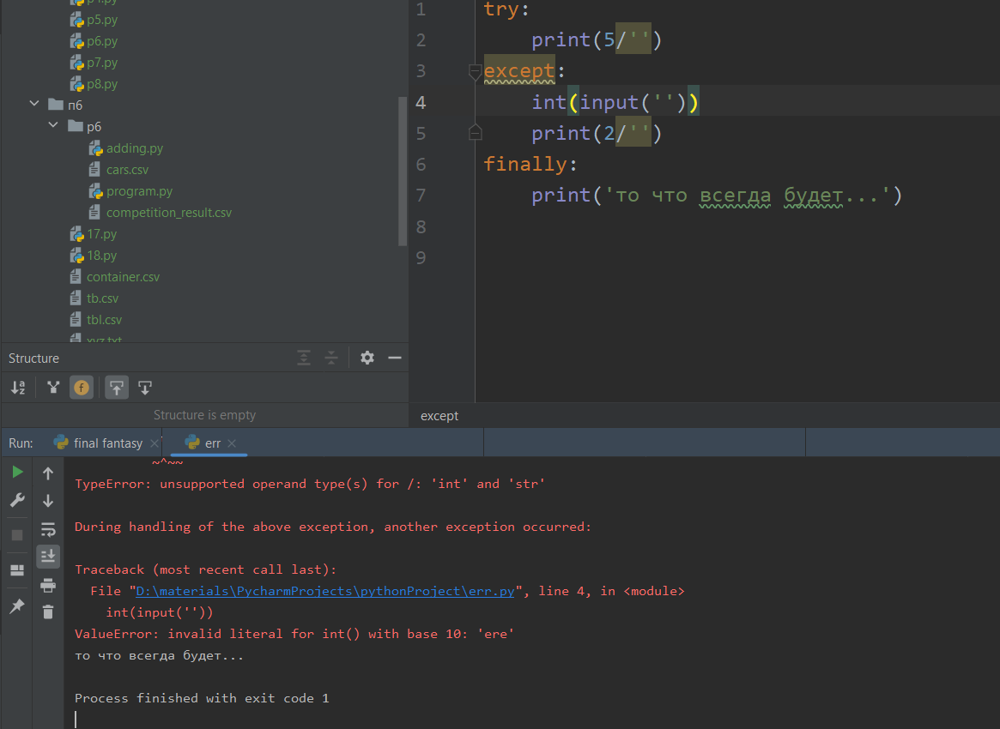 p4.py
p5.py
p6.py
p7.py
p8.py
п6
p6
adding.py
cars.csv
program.py
competition_result.csv
17.py
18.py
container.csv
tb.csv
tbl.csv
xyz.txt
1 try:
2 print(5/'')
3 except:
4 int(input(''))
5 print(2/'')
6 finally:
7 print('то что всегда будет...')
8
9
Structure
Structure is empty
except
Run: final fantasy err
~^~~
TypeError: unsupported operand type(s) for /: 'int' and 'str'
During handling of the above exception, another exception occurred:
Traceback (most recent call last):
File "D:\materials\PycharmProjects\pythonProject\err.py", line 4, in <module>
int(input(''))
ValueError: invalid literal for int() with base 10: 'ere'
то что всегда будет...
Process finished with exit code 1